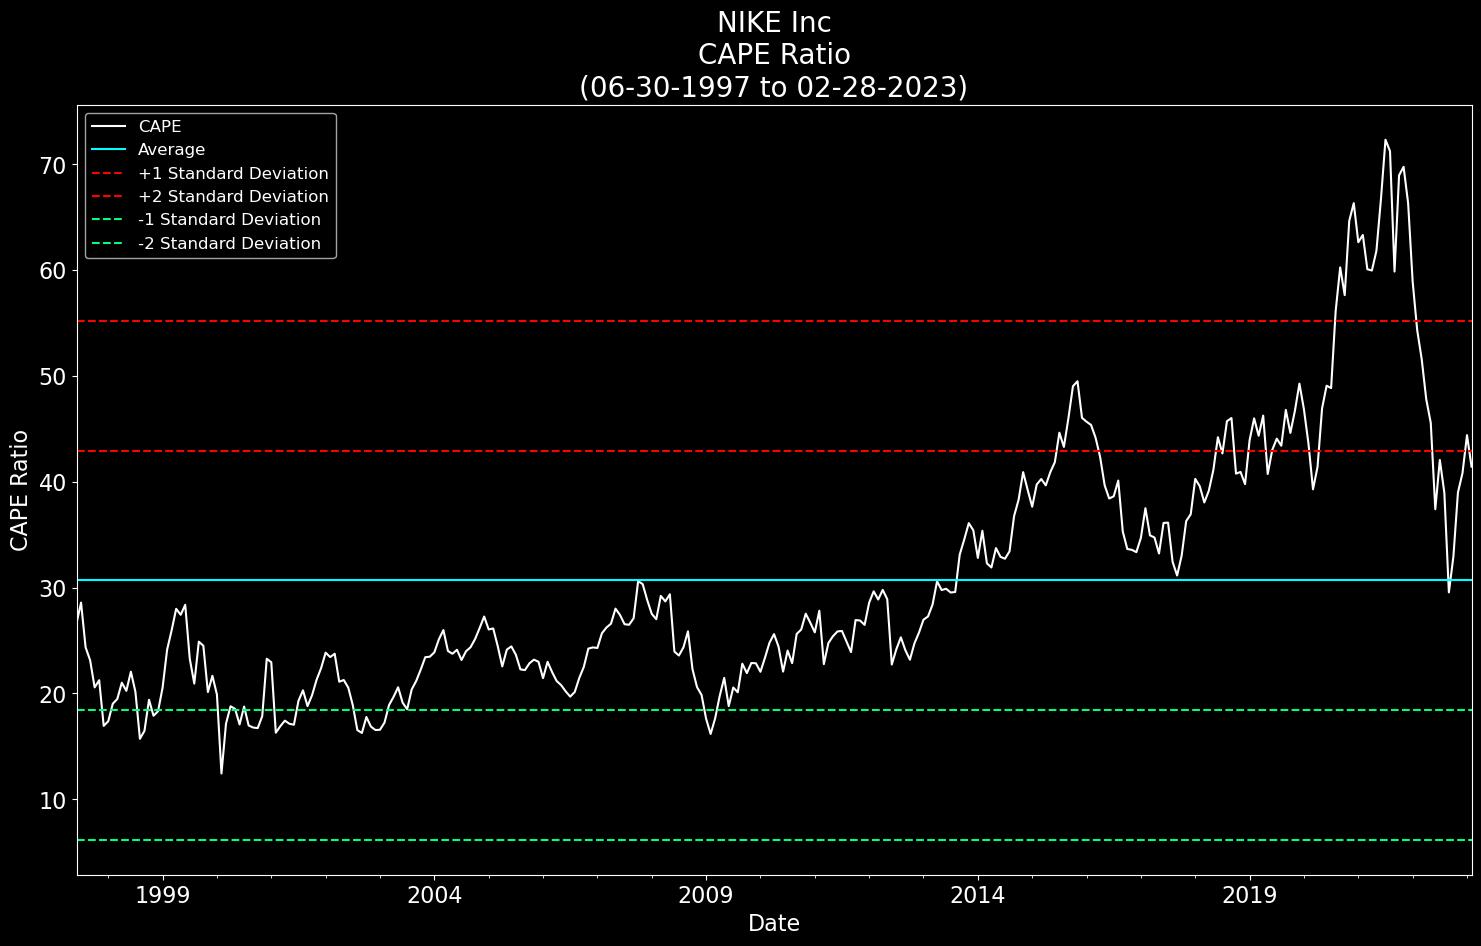 NIKE Inc
CAPE Ratio
(06-30-1997 to 02-28-2023)
CAPE
Average
+1 Standard Deviation
+2 Standard Deviation
-1 Standard Deviation
-2 Standard Deviation
CAPE Ratio
70
60
50
40
30
20
10
1999
2004
2009
2014
2019
Date